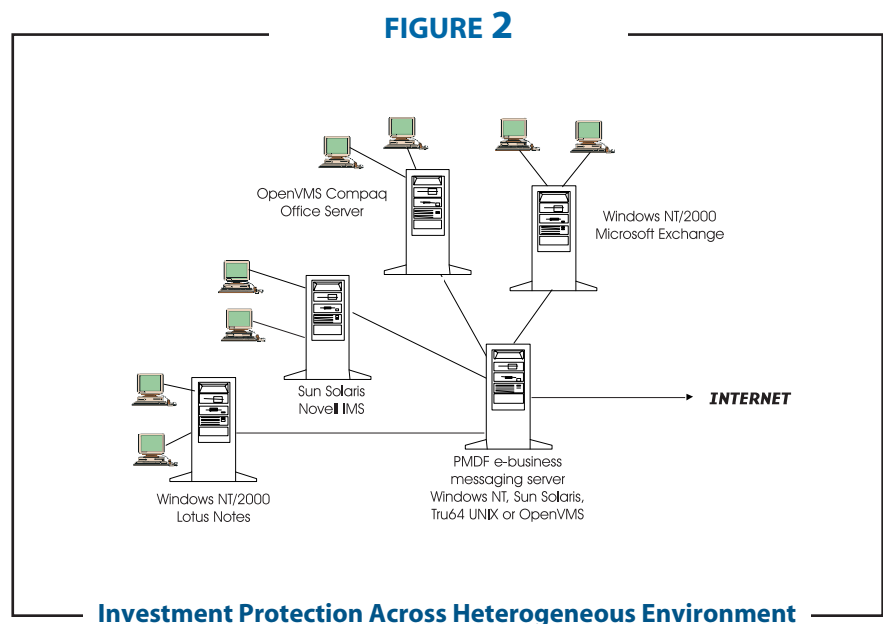 FIGURE 2
OpenVMS Compaq
Office Server
Windows NT/2000
Microsoft Exchange
Sun Solaris
Novell IMS
INTERNET
PMDF e-business
messaging server
Windows NT, Sun Solaris,
Tru64 UNIX or OpenVMS
Windows NT/2000
Lotus Notes
Investment Protection Across Heterogeneous Environment